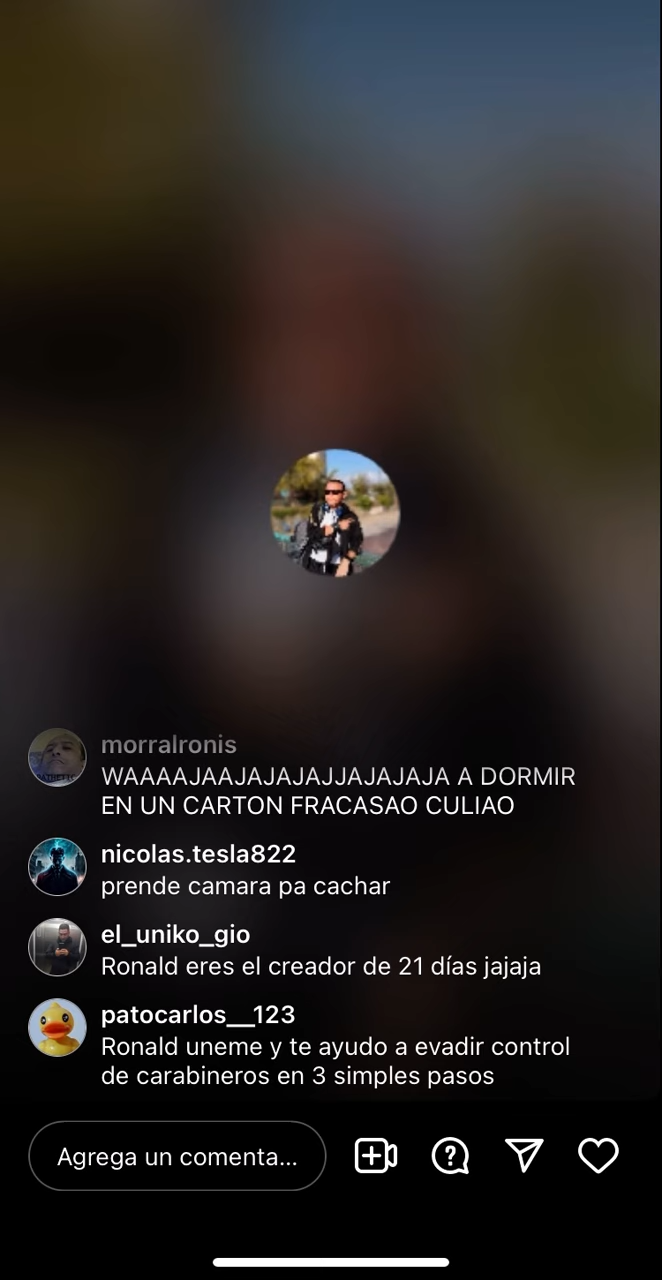 morralronis
WAAAAJAAJAJAJAJJAJAJAJA A DORMIR
EN UN CARTON FRACASAO CULIAO
nicolas.tesla822
prende camara pa cachar
el_uniko_gio
Ronald eres el creador de 21 días jajaja
patocarlos__123
Ronald uneme y te ayudo a evadir control
de carabineros en 3 simples pasos
Agrega un comenta...